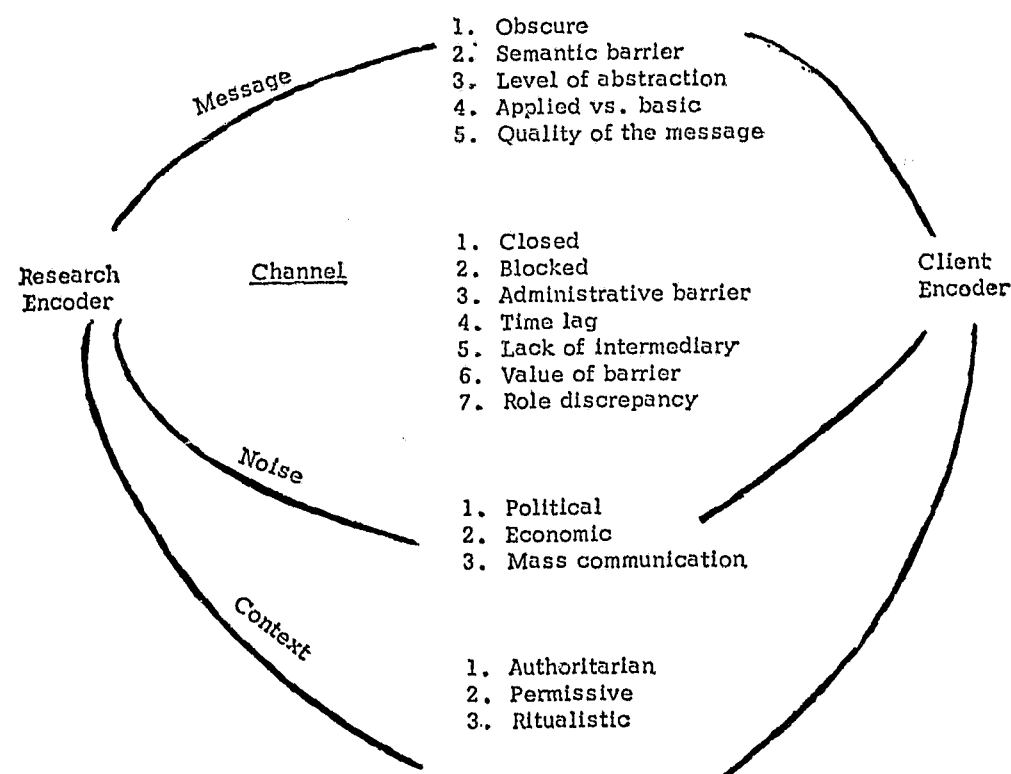 Message
1. Obscure
2. Semantic barrier
3. Level of abstraction
4. Applied vs. basic
5. Quality of the message
Research
Encoder
Channel
1. Closed
2. Blocked
3. Administrative barrier
4. Time lag
5. Lack of intermediary
6. Value of barrier
7. Role discrepancy
Client
Encoder
Noise
1. Political
2. Economic
3. Mass communication
Context
1. Authoritarian
2. Permissive
3. Ritualistic